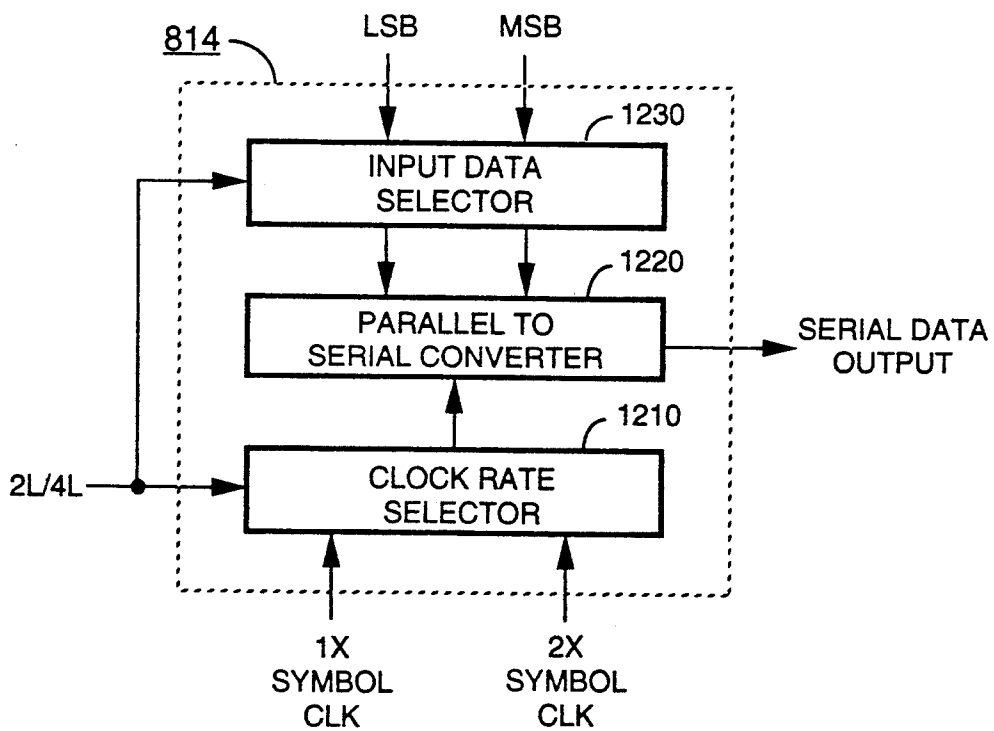 814
LSB
MSB
1230
INPUT DATA
SELECTOR
1220
PARALLEL TO
SERIAL CONVERTER
SERIAL DATA
OUTPUT
1210
2L/4L
CLOCK RATE
SELECTOR
1X
SYMBOL
CLK
2X
SYMBOL
CLK